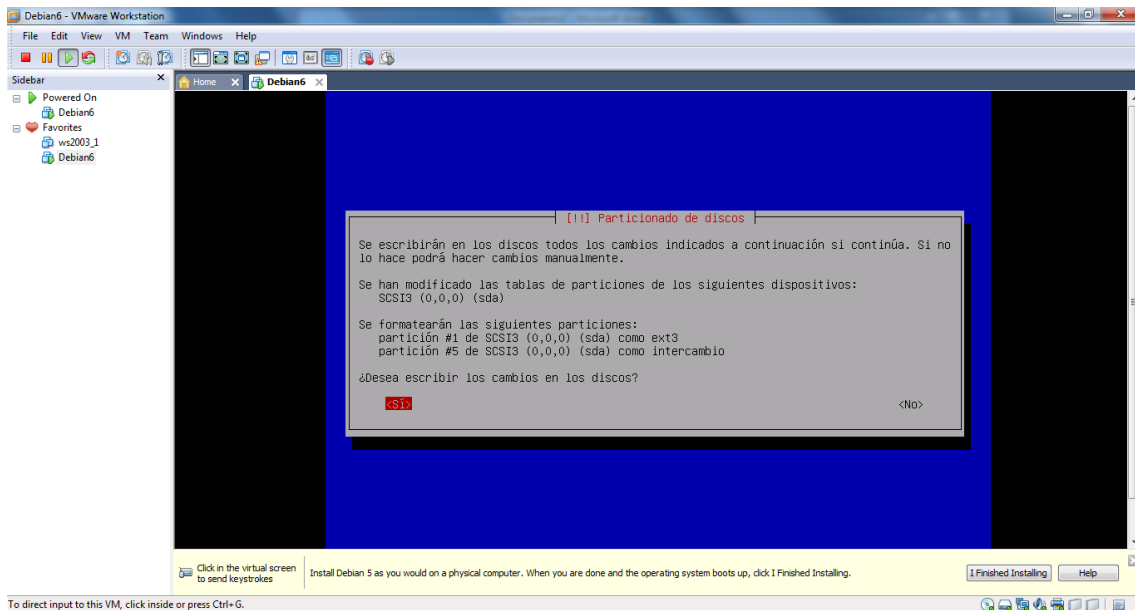 Debian6 - VMware Workstation
File Edit View VM Team Windows Help
Sidebar
Home
Debian6
Powered On
Debian6
Favorites
ws2003_1
Debian6
[!!] Particionado de discos
Se escribirán en los discos todos los cambios indicados a continuación si continúa. Si no
lo hace podrá hacer cambios manualmente.
Se han modificado las tablas de particiones de los siguientes dispositivos:
SCSI3 (0,0,0) (sda)
Se formatearán las siguientes particiones:
partición #1 de SCSI3 (0,0,0) (sda) como ext3
partición #5 de SCSI3 (0,0,0) (sda) como intercambio
¿Desea escribir los cambios en los discos?
<Sí> <No>
Click in the virtual screen
to send keystrokes
Install Debian 5 as you would on a physical computer. When you are done and the operating system boots up, click I Finished Installing.
I Finished Installing
Help
To direct input to this VM, click inside or press Ctrl+G.